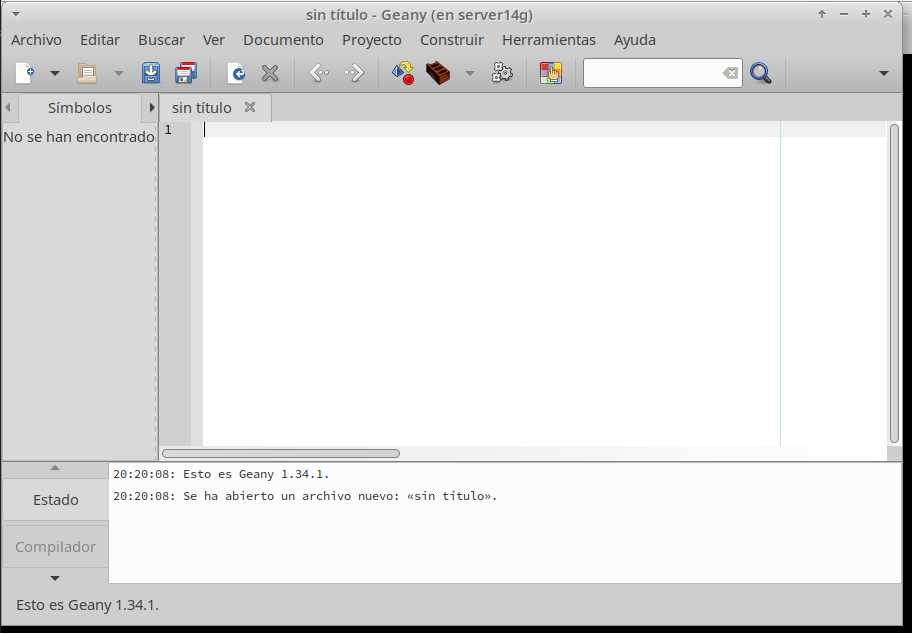 sin título - Geany (en server14g)
Archivo Editar Buscar Ver Documento Proyecto Construir Herramientas Ayuda
Símbolos
sin título
No se han encontrado
1
20:20:08: Esto es Geany 1.34.1.
20:20:08: Se ha abierto un archivo nuevo: «sin título».
Estado
Compilador
Esto es Geany 1.34.1.